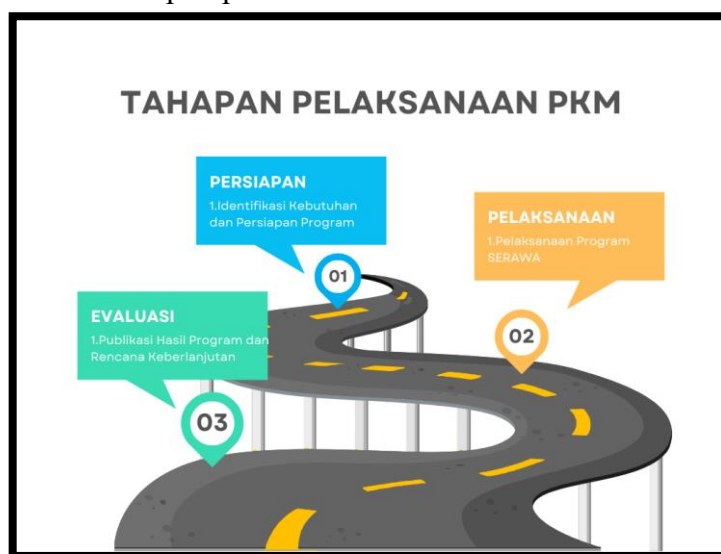 TAHAPAN PELAKSANAAN PKM
PERSIAPAN
1.Identifikasi Kebutuhan
dan Persiapan Program
01
PELAKSANAAN
1.Pelaksanaan Program
SERAWA
02
EVALUASI
1.Publikasi Hasil Program dan
Rencana Keberlanjutan
03